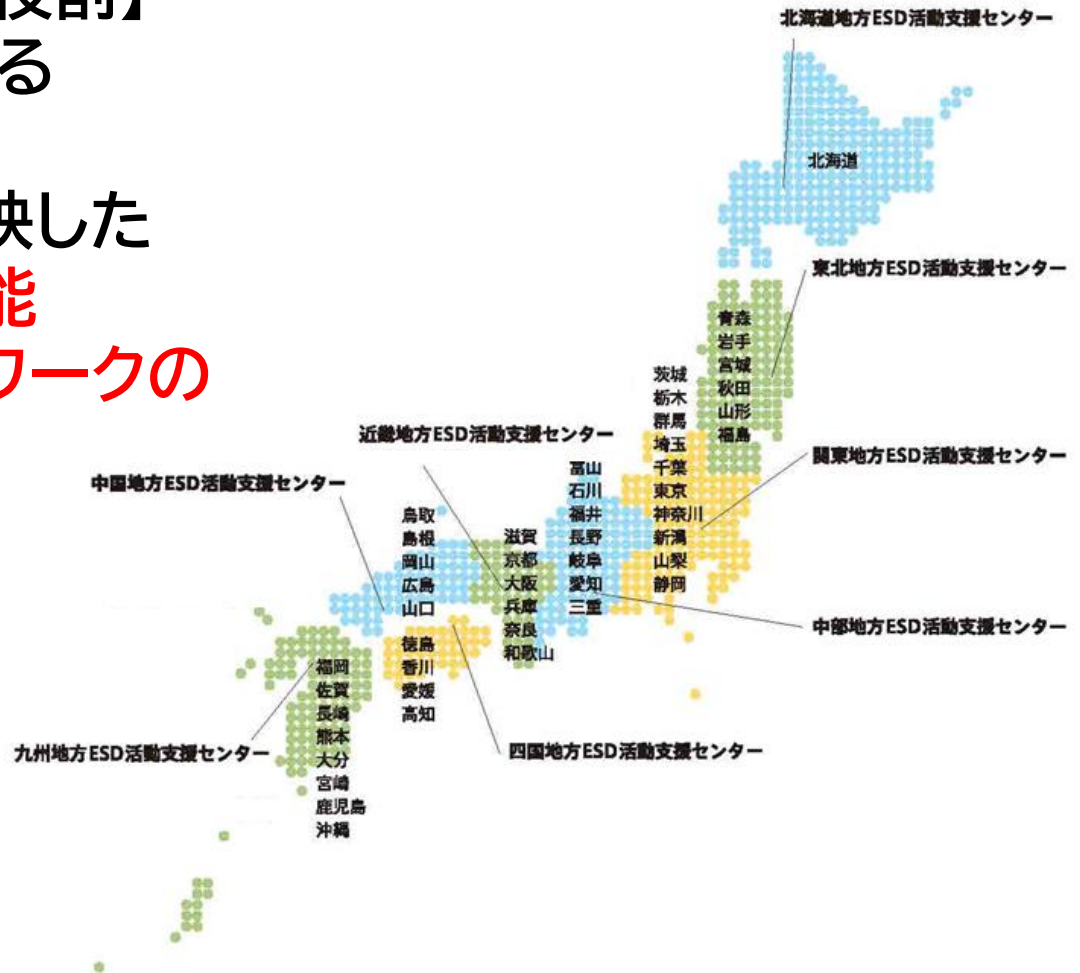 役割】
る
映した
能
ワークの
北海道地方ESD活動支援センター
北海道
東北地方ESD活動支援センター
青森
岩手
宮城
秋田
山形
福島
茨城
栃木
群馬
埼玉
千葉
東京
神奈川
新潟
山梨
静岡
関東地方ESD活動支援センター
近畿地方ESD活動支援センター
富山
石川
福井
長野
岐阜
愛知
三重
中部地方ESD活動支援センター
中国地方ESD活動支援センター
鳥取
島根
岡山
広島
山口
滋賀
京都
大阪
兵庫
奈良
和歌山
徳島
香川
愛媛
高知
四国地方ESD活動支援センター
福岡
佐賀
長崎
熊本
大分
宮崎
鹿児島
沖縄
九州地方ESD活動支援センター